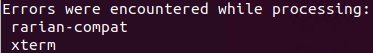 Errors were encountered while processing:
rarian-compat
xterm